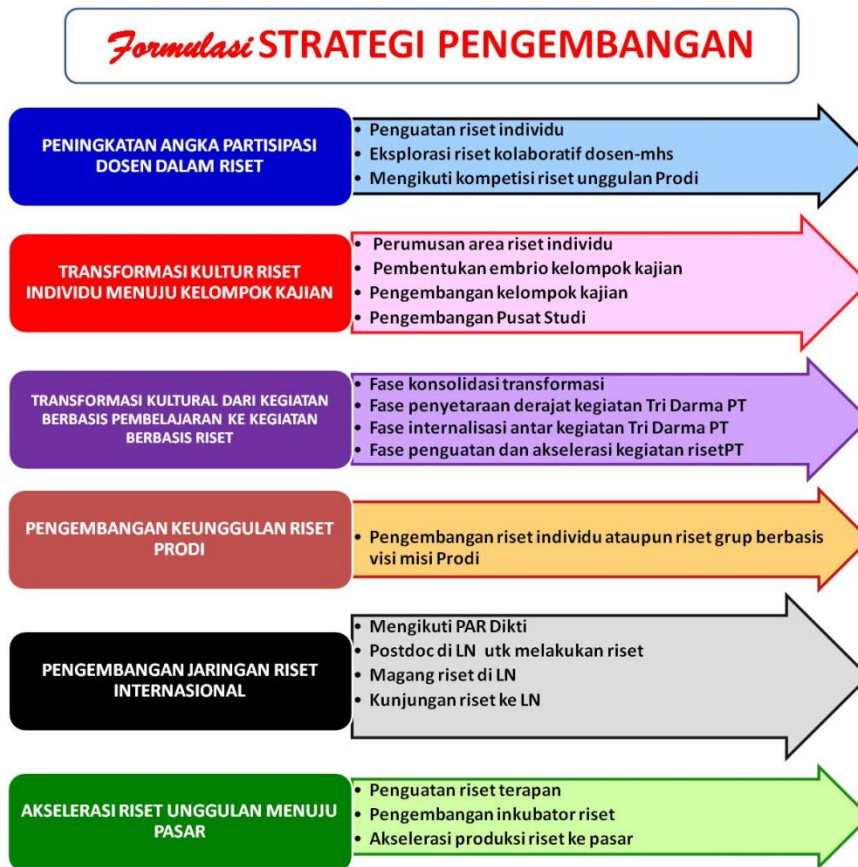 Formulasi STRATEGI PENGEMBANGAN
PENINGKATAN ANGKA PARTISIPASI
DOSEN DALAM RISET
• Penguatan riset individu
• Eksplorasi riset kolaboratif dosen-mhs
• Mengikuti kompetisi riset unggulan Prodi
TRANSFORMASI KULTUR RISET
INDIVIDU MENUJU KELOMPOK KAJIAN
• Perumusan area riset individu
• Pembentukan embrio kelompok kajian
• Pengembangan kelompok kajian
• Pengembangan Pusat Studi
TRANSFORMASI KULTURAL DARI KEGIATAN
BERBASIS PEMBELAJARAN KE KEGIATAN
BERBASIS RISET
• Fase konsolidasi transformasi
• Fase penyetaraan derajat kegiatan Tri Darma PT
• Fase internalisasi antar kegiatan Tri Darma PT
• Fase penguatan dan akselerasi kegiatan risetPT
PENGEMBANGAN KEUNGGULAN RISET
PRODI
• Pengembangan riset individu ataupun riset grup berbasis
visi misi Prodi
PENGEMBANGAN JARINGAN RISET
INTERNASIONAL
• Mengikuti PAR Dikti
• Postdoc di LN utk melakukan riset
• Magang riset di LN
• Kunjungan riset ke LN
AKSELERASI RISET UNGGULAN MENUJU
PASAR
• Penguatan riset terapan
• Pengembangan inkubator riset
• Akselerasi produksi riset ke pasar